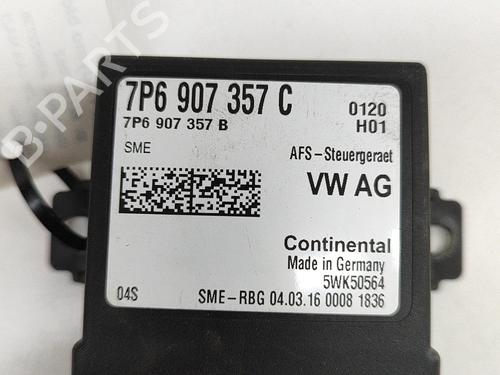 B-PARTS
7P6 907 357 C
7P6 907 357 B
0120
H01
SME
AFS-Steuergeraet
VW AG
Continental
Made in Germany
5WK50564
04S
SME-RBG 04.03.16 0008 1836